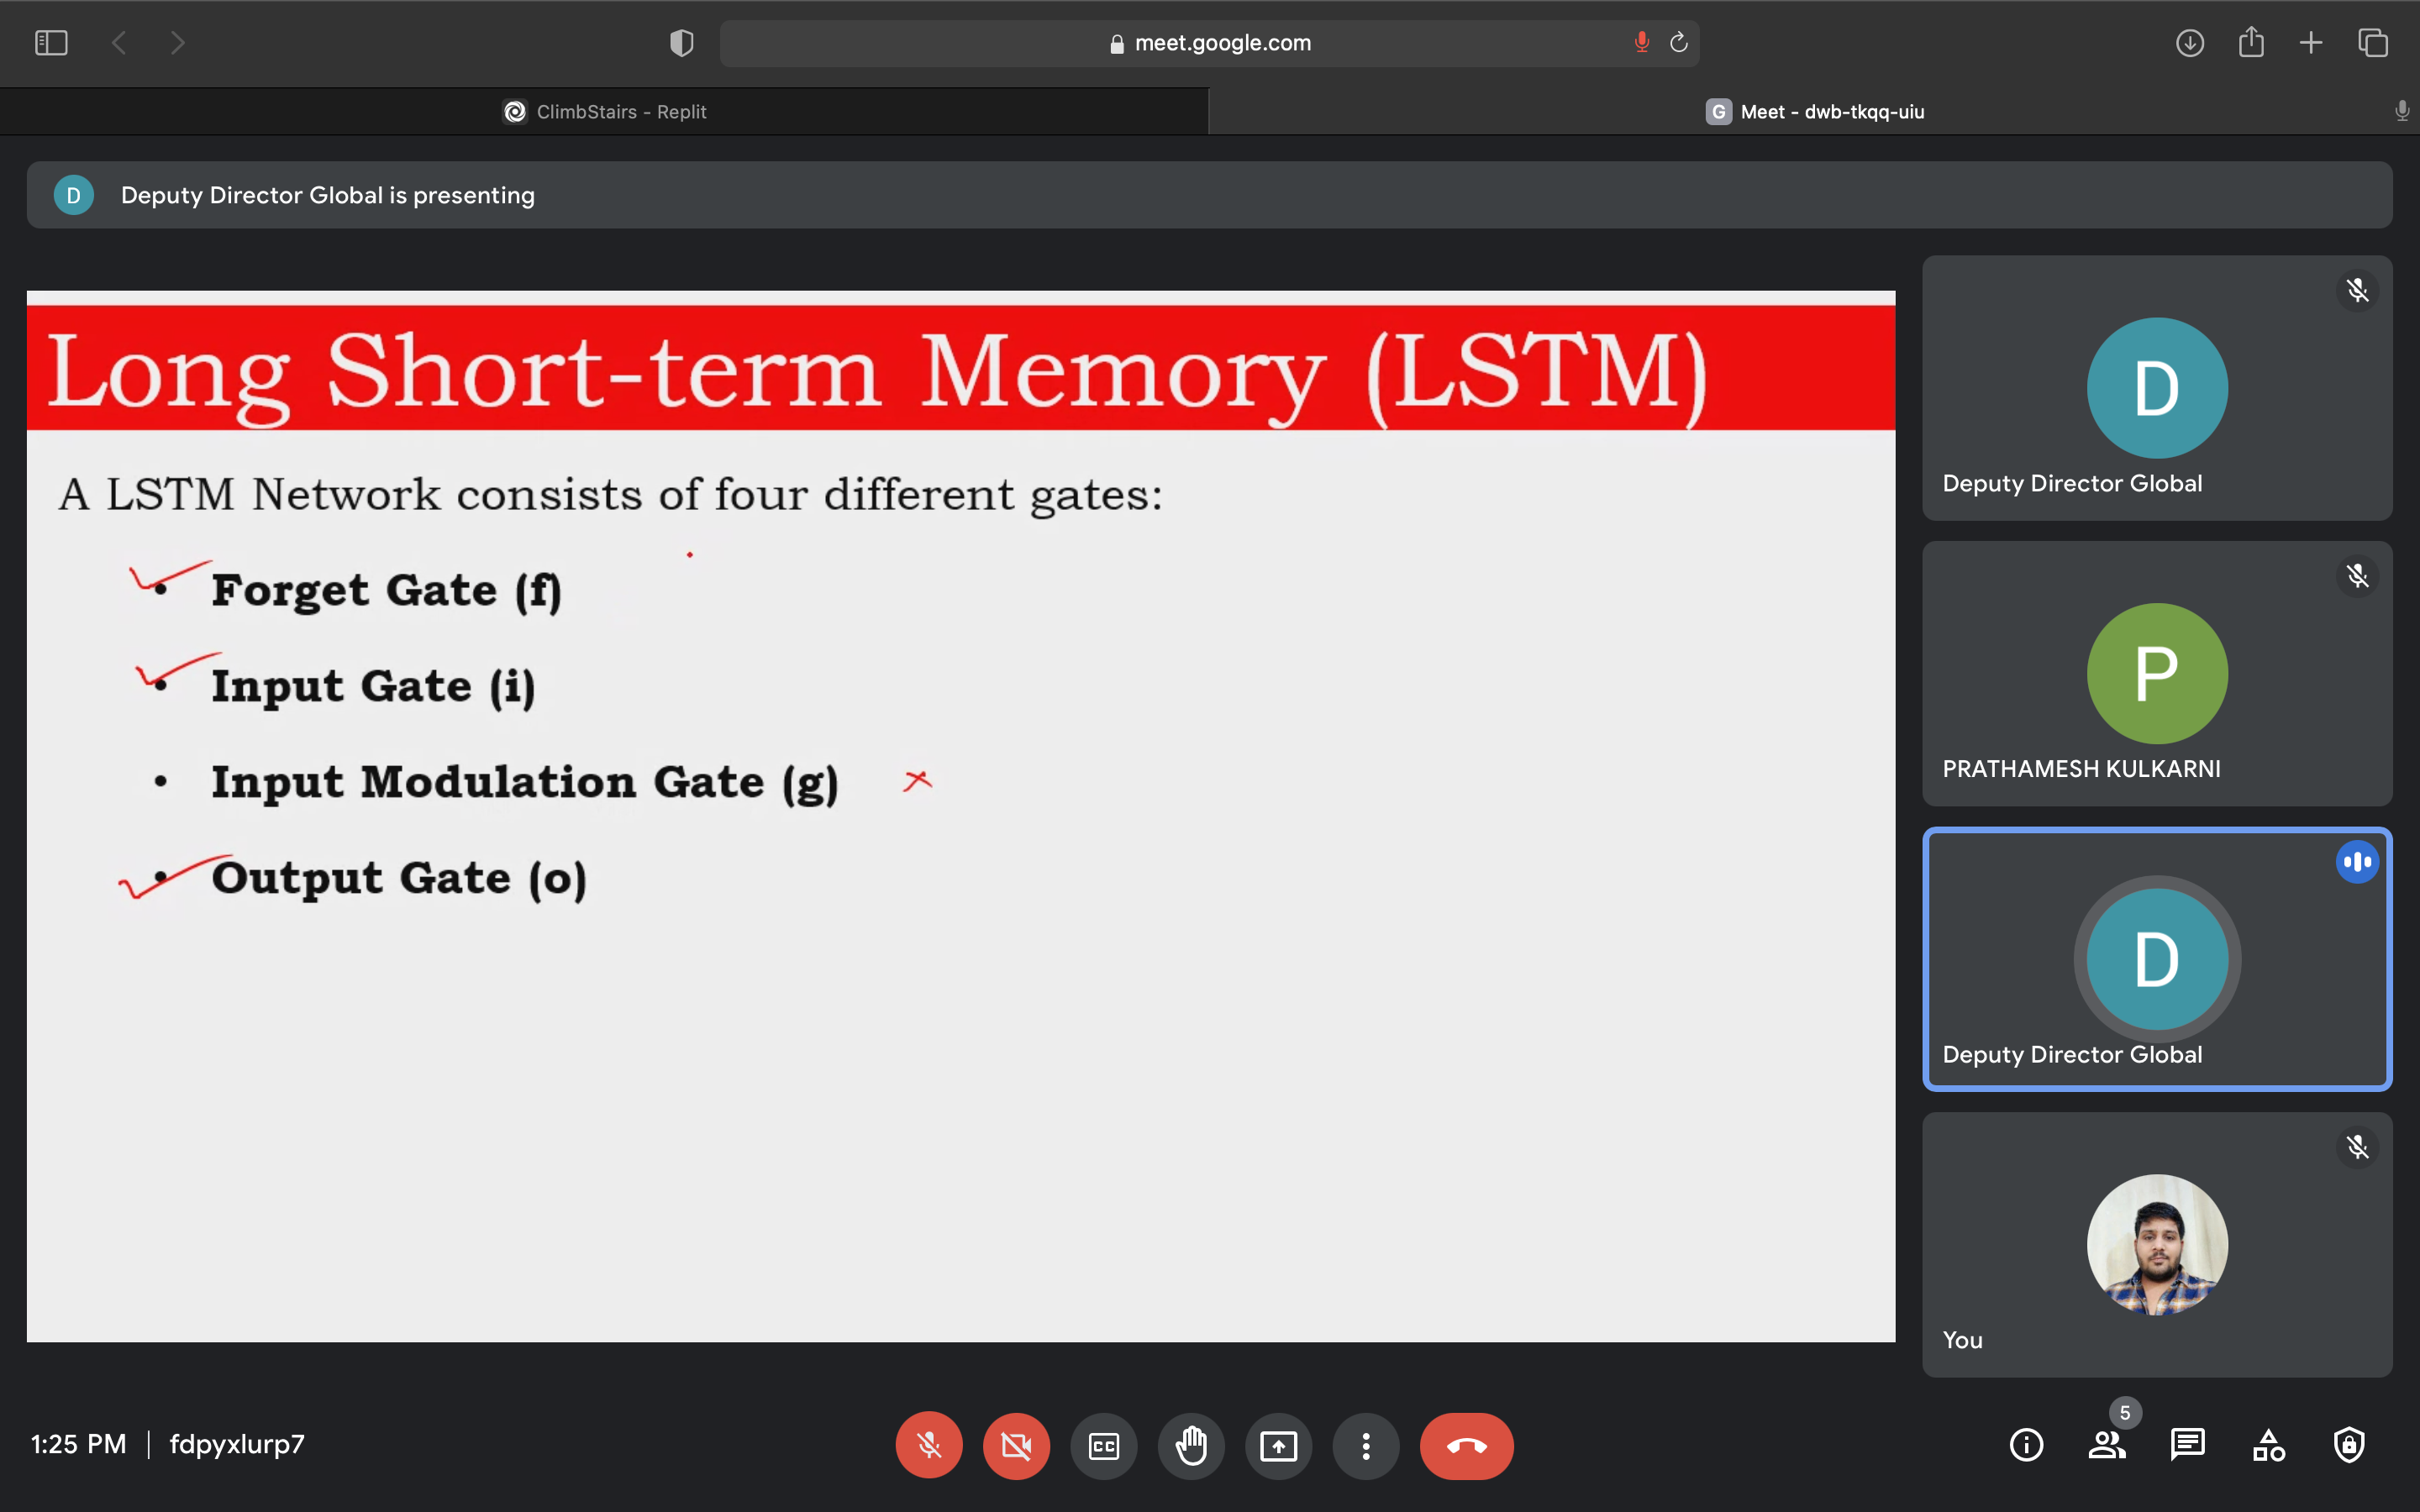 meet.google.com
ClimbStairs - Replit
G Meet - dwb-tkqq-uiu
D Deputy Director Global is presenting
Long Short-term Memory (LSTM)
A LSTM Network consists of four different gates:
• Forget Gate (f)
• Input Gate (i)
• Input Modulation Gate (g)
• Output Gate (o)
D
Deputy Director Global
P
PRATHAMESH KULKARNI
D
Deputy Director Global
You
1:25 PM | fdpyxlurp7
CC
5